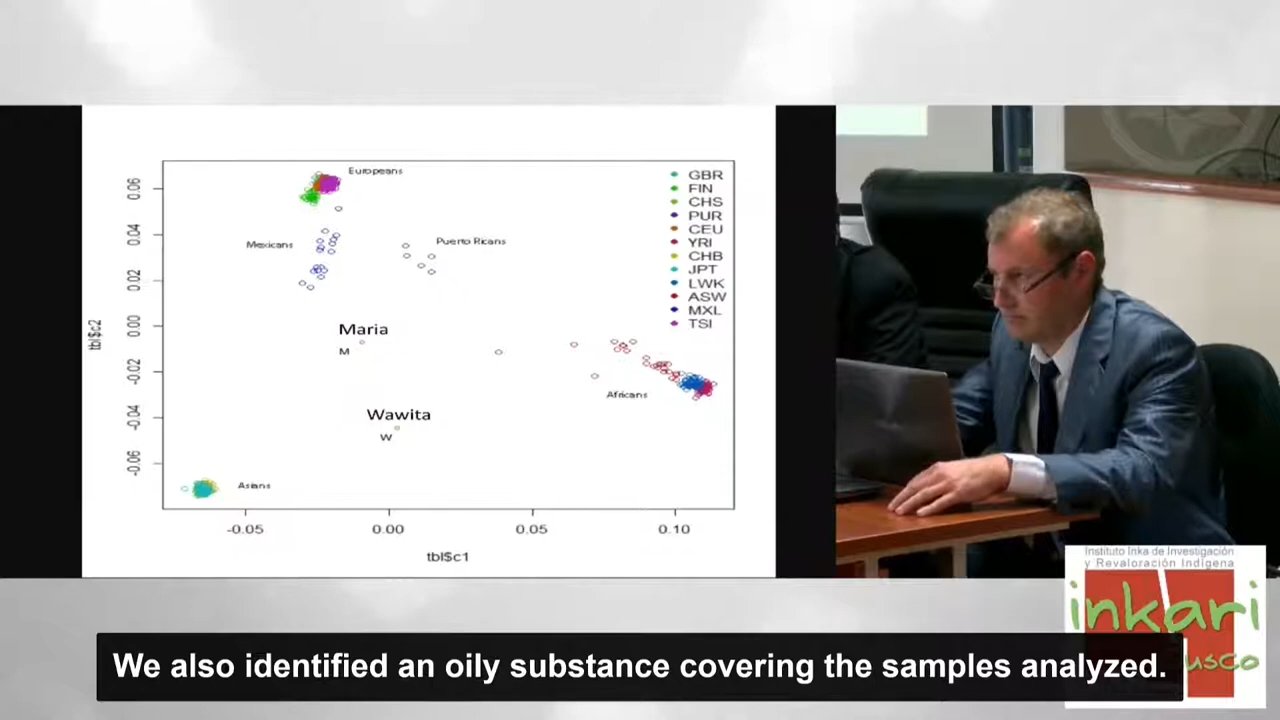 Europeans
Mexicans
Puerto Ricans
Maria
M
Wawita
W
Africans
Asians
GBR
FIN
CHS
PUR
CEU
YRI
CHB
JPT
LWK
ASW
MXL
TSI
0.06
0.04
0.02
0.00
-0.02
-0.04
-0.06
tbl$c2
-0.05 0.00 0.05 0.10
tbl$c1
Instituto Inka de Investigación
y Revaloración Indígena
inkari
usco
We also identified an oily substance covering the samples analyzed.